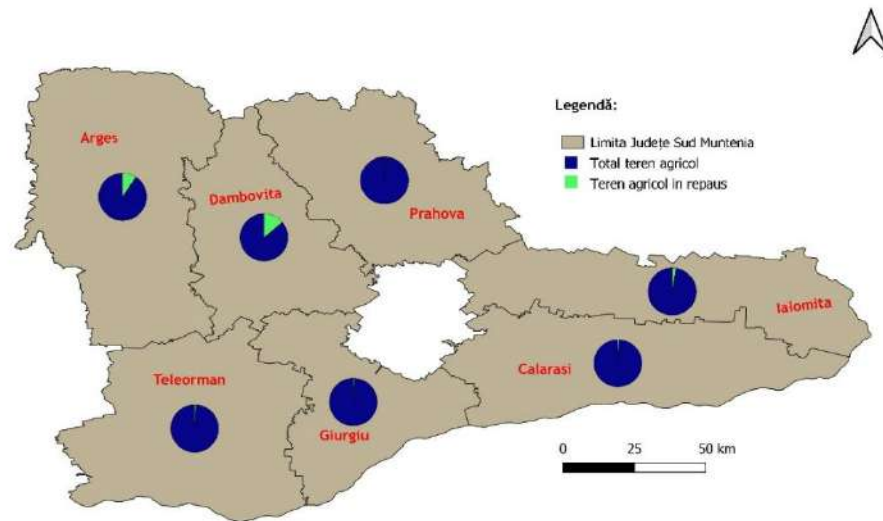 Legendă:
Limita Județe Sud Muntenia
Total teren agricol
Teren agricol in repaus
Arges
Dambovita
Prahova
Ialomita
Calarasi
Teleorman
Giurgiu
0 25 50 km